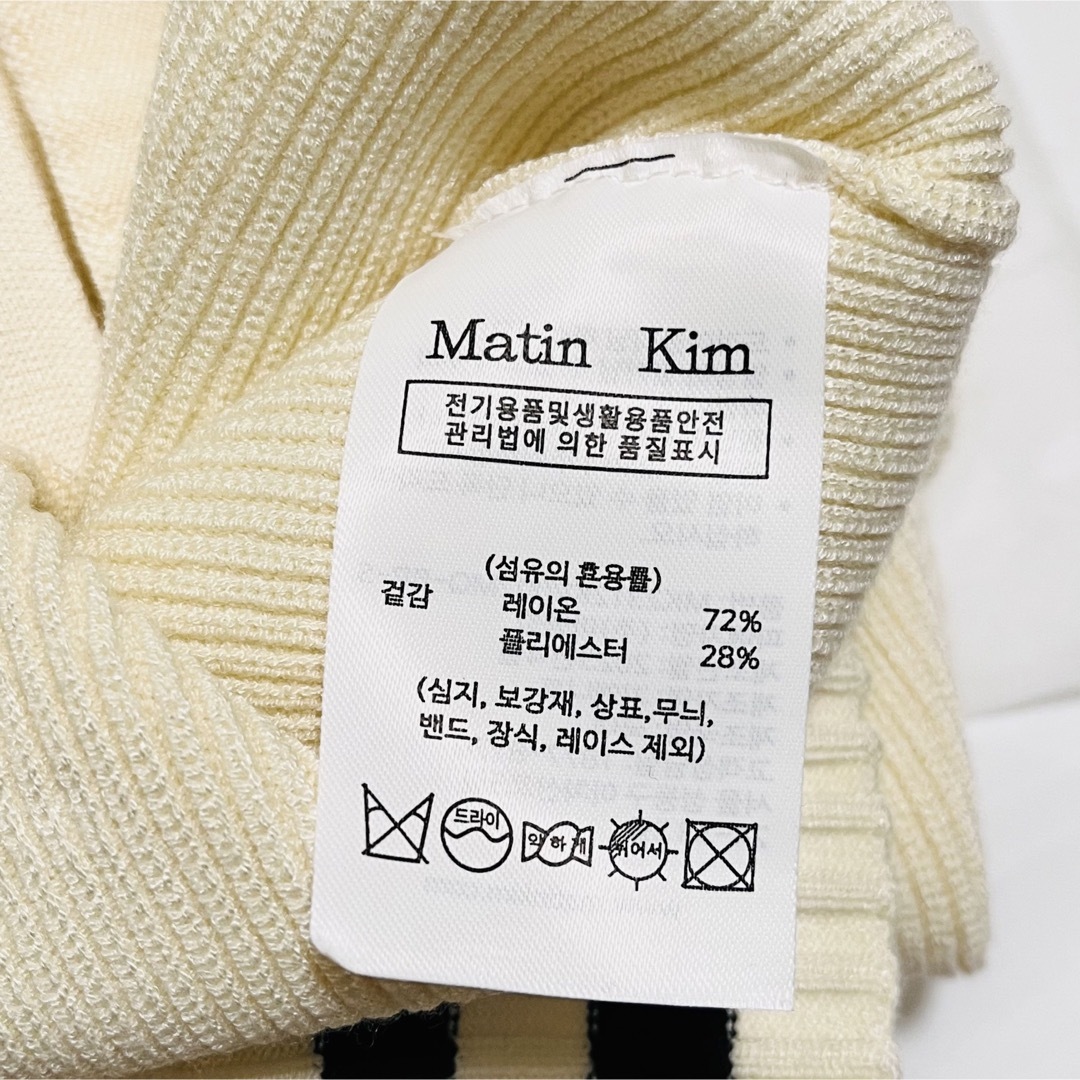 Matin Kim
전기용품및생활용품안전
관리법에 의한 품질표시
(섬유의 혼용률)
겉감 레이온 72%
폴리에스터 28%
(심지, 보강재, 상표,무늬,
밴드, 장식, 레이스 제외)
드라이 약하게 뉘어서